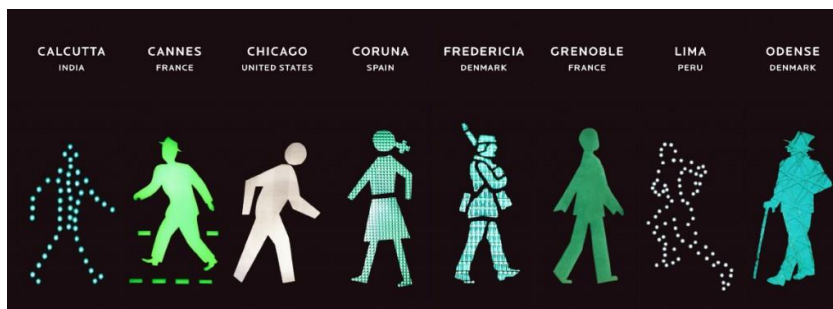 CALCUTTA
INDIA
CANNES
FRANCE
CHICAGO
UNITED STATES
CORUNA
SPAIN
FREDERICIA
DENMARK
GRENOBLE
FRANCE
LIMA
PERU
ODENSE
DENMARK